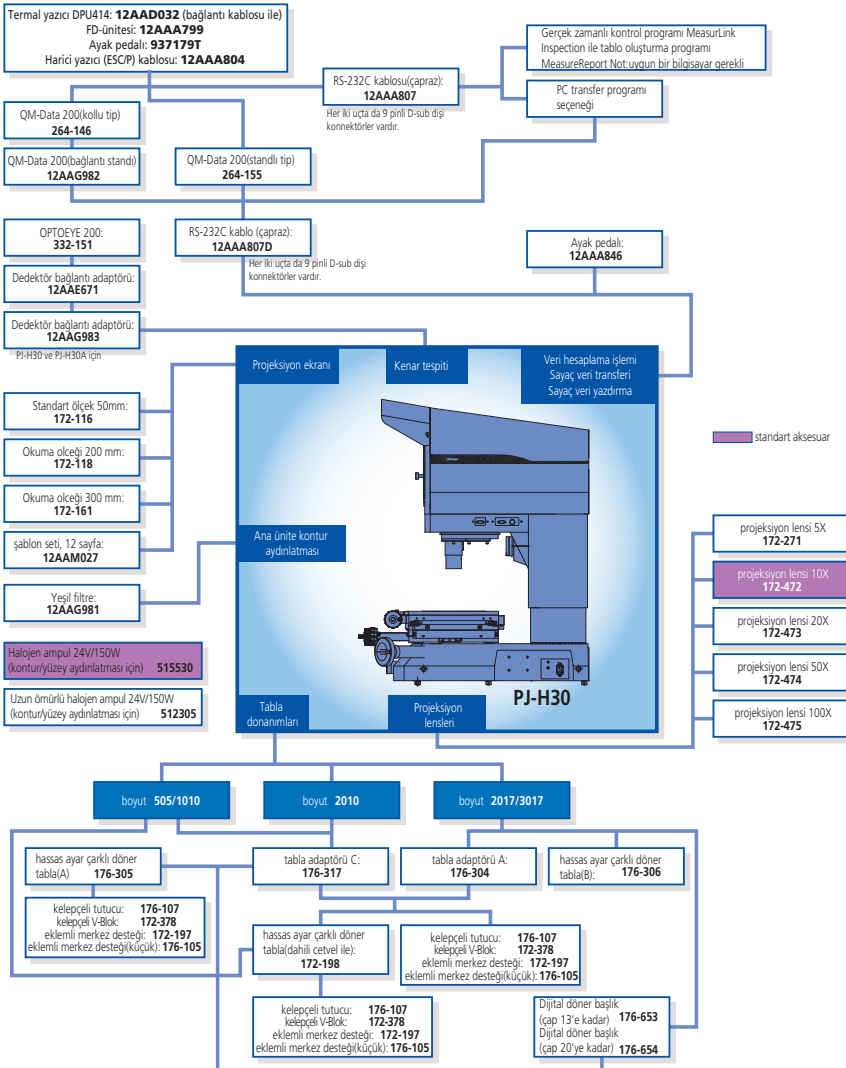 Termal yazıcı DPU414: 12AAD032 (bağlantı kablosu ile)
FD-ünitesi: 12AAA799
Ayak pedalı: 937179T
Harici yazıcı (ESC/P) kablosu: 12AAA804
Gerçek zamanlı kontrol programı MeasurLink
Inspection ile tablo oluşturma programı
MeasureReport Not:uygun bir bilgisayar gerekli
RS-232C kablosu(çapraz):
12AAA807
Her iki uçta da 9 pinli D-sub dişi
konnektörler vardır.
PC transfer programı
seçeneği
QM-Data 200(kollu tip)
264-146
QM-Data 200(bağlantı standı)
12AAG982
QM-Data 200(standlı tip)
264-155
OPTOEYE 200:
332-151
RS-232C kablo (çapraz):
12AAA807D
Her iki uçta da 9 pinli D-sub dişi
konnektörler vardır.
Ayak pedalı:
12AAA846
Dedektör bağlantı adaptörü:
12AAE671
Dedektör bağlantı adaptörü:
12AAG983
PJ-H30 ve PJ-H30A için
Projeksiyon ekranı
Kenar tespiti
Veri hesaplama işlemi
Sayaç veri transferi
Sayaç veri yazdırma
Standart ölçek 50mm:
172-116
Okuma olceği 200 mm:
172-118
Okuma olceği 300 mm:
172-161
şablon seti, 12 sayfa:
12AAM027
Yeşil filtre:
12AAG981
Halojen ampul 24V/150W
(kontur/yüzey aydınlatması için) 515530
Uzun ömürlü halojen ampul 24V/150W
(kontur/yüzey aydınlatması için) 512305
Ana ünite kontur
aydınlatması
standart aksesuar
projeksiyon lensi 5X
172-271
projeksiyon lensi 10X
172-472
projeksiyon lensi 20X
172-473
projeksiyon lensi 50X
172-474
projeksiyon lensi 100X
172-475
PJ-H30
Tabla
donanımları
Projeksiyon
lensleri
boyut 505/1010
boyut 2010
boyut 2017/3017
hassas ayar çarklı döner
tabla(A) 176-305
tabla adaptörü C:
176-317
tabla adaptörü A:
176-304
hassas ayar çarklı döner
tabla(B): 176-306
kelepçeli tutucu: 176-107
kelepçeli V-Blok: 172-378
eklemli merkez desteği: 172-197
eklemli merkez desteği(küçük): 176-105
hassas ayar çarklı döner
tabla(dahili cetvel ile):
172-198
kelepçeli tutucu: 176-107
kelepçeli V-Blok: 172-378
eklemli merkez desteği: 172-197
eklemli merkez desteği(küçük): 176-105
kelepçeli tutucu: 176-107
kelepçeli V-Blok: 172-378
eklemli merkez desteği: 172-197
eklemli merkez desteği(küçük): 176-105
Dijital döner başlık
(çap 13'e kadar) 176-653
Dijital döner başlık
(çap 20'ye kadar) 176-654